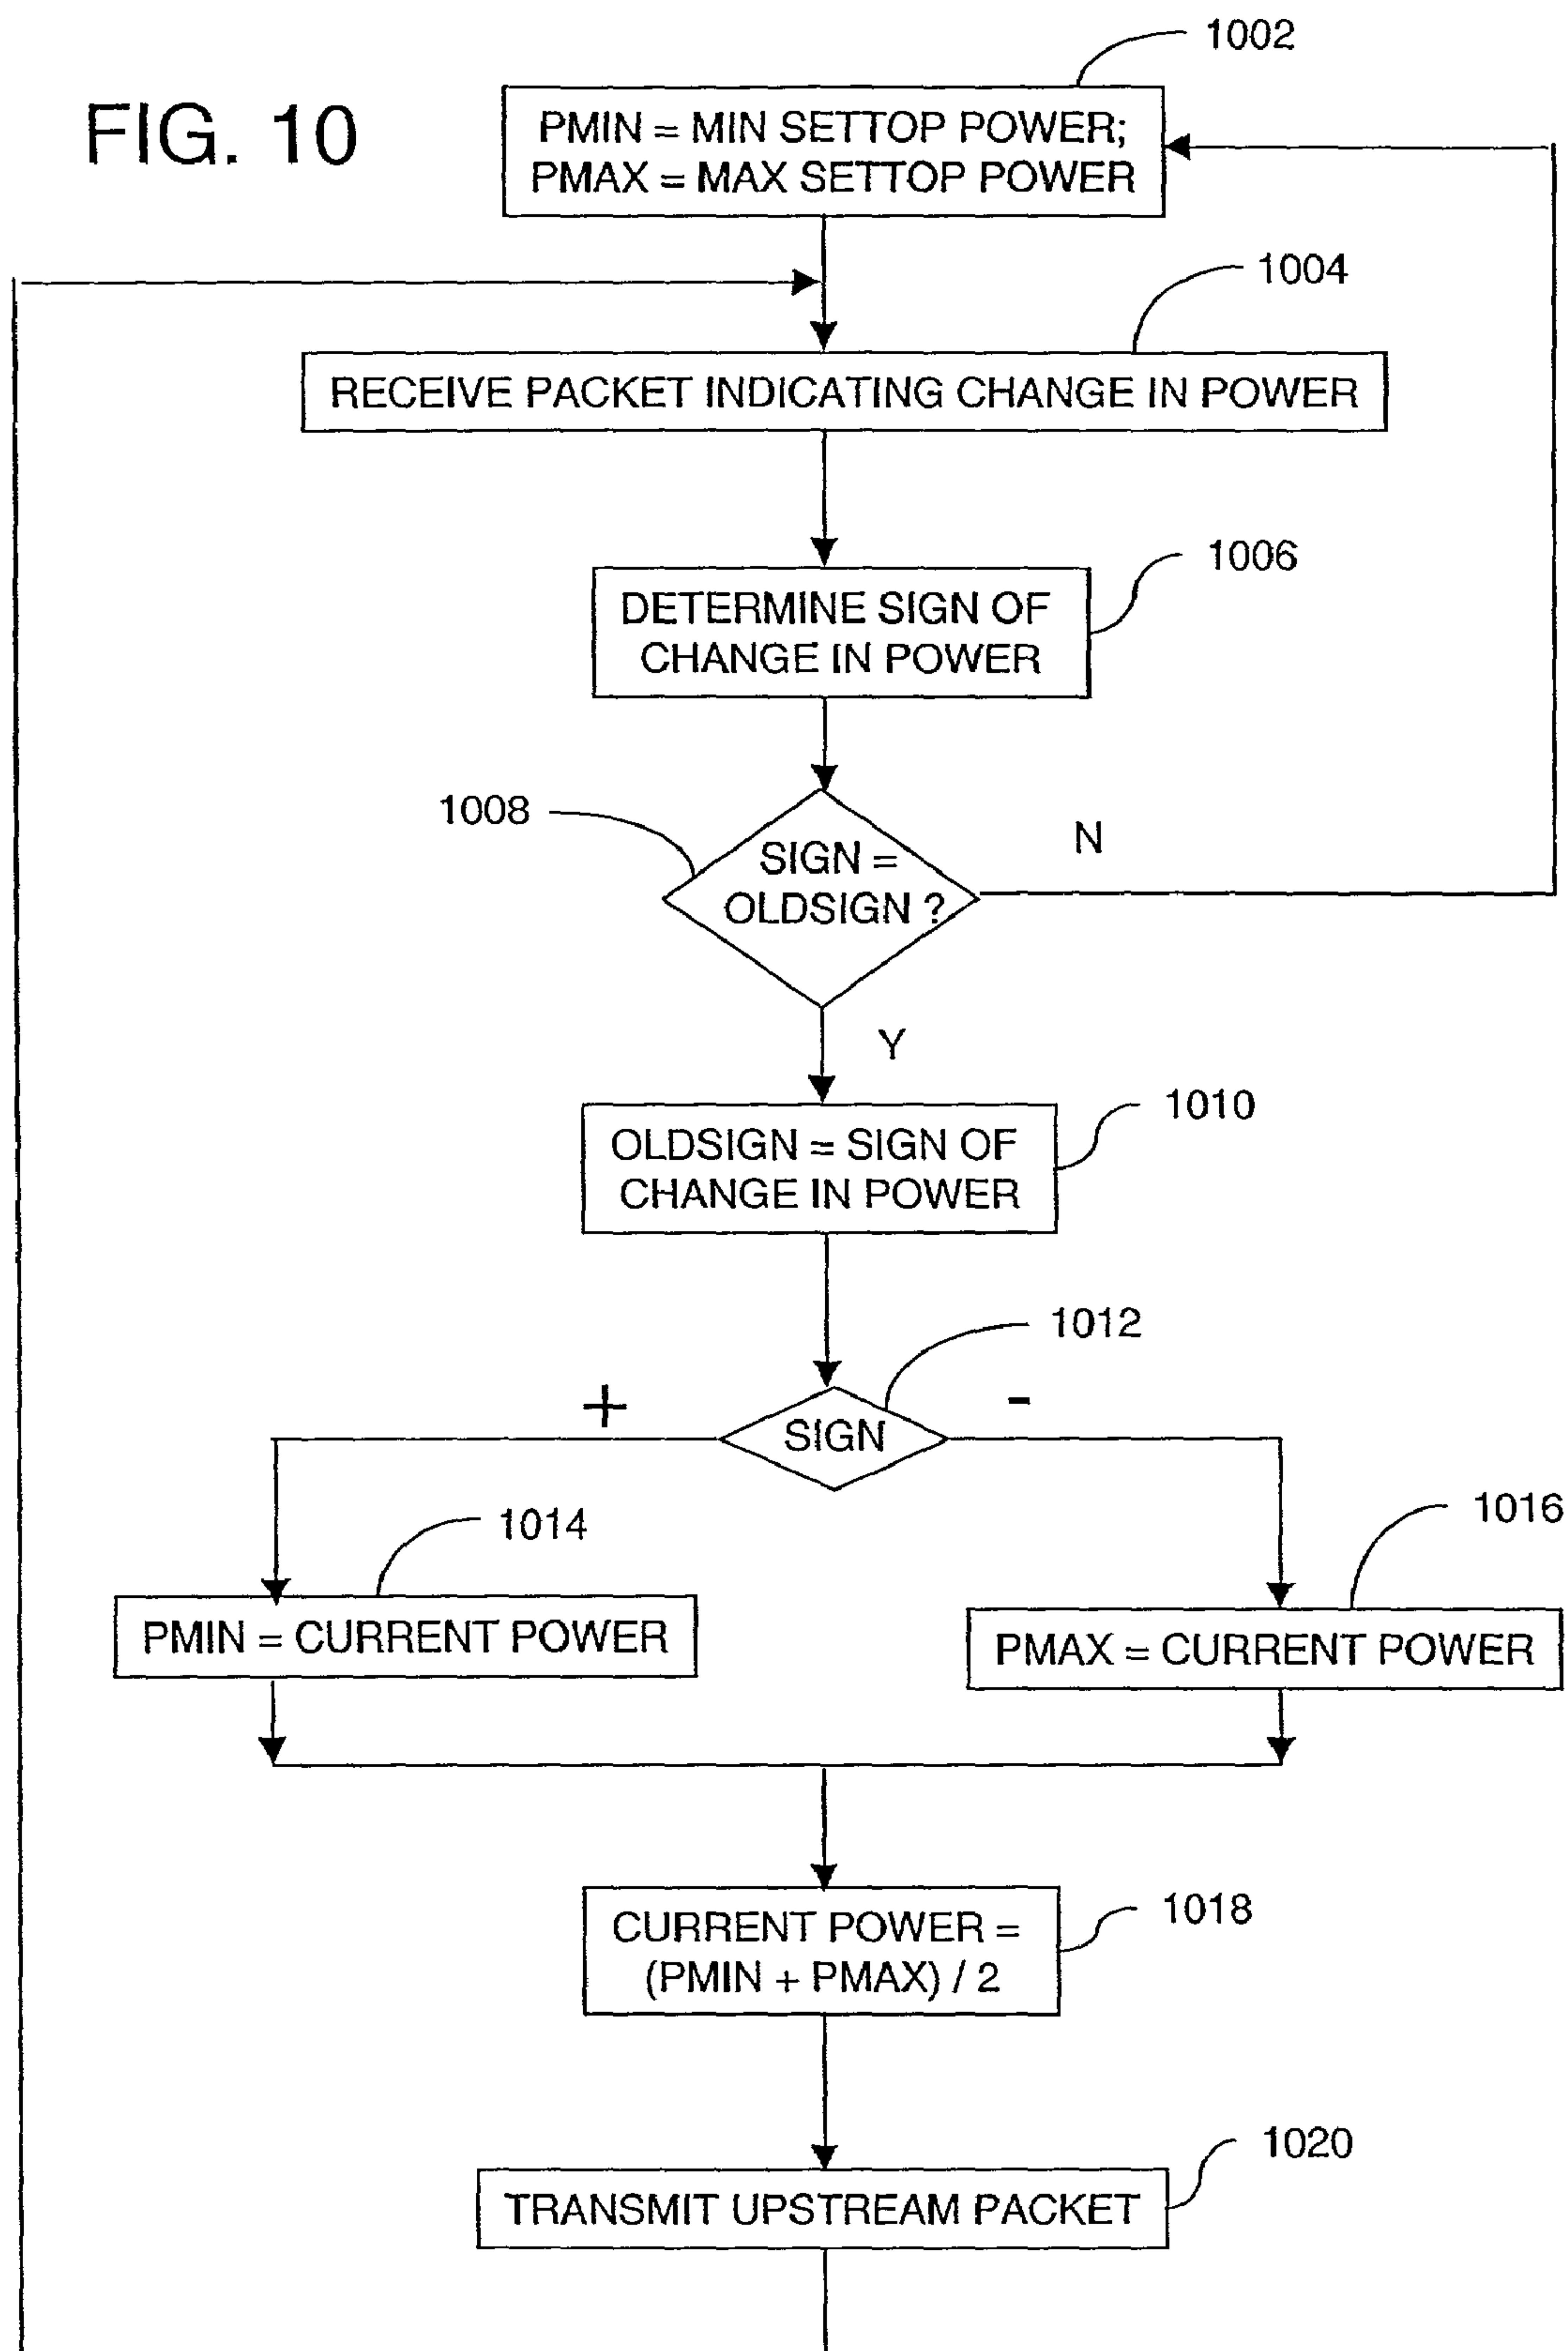 FIG. 10
1002
PMIN = MIN SETTOP POWER;
PMAX = MAX SETTOP POWER
1004
RECEIVE PACKET INDICATING CHANGE IN POWER
1006
DETERMINE SIGN OF
CHANGE IN POWER
1008
SIGN =
OLDSIGN ?
N
Y
1010
OLDSIGN = SIGN OF
CHANGE IN POWER
1012
+
-
SIGN
1014
1016
PMIN = CURRENT POWER
PMAX = CURRENT POWER
1018
CURRENT POWER =
(PMIN + PMAX) / 2
1020
TRANSMIT UPSTREAM PACKET